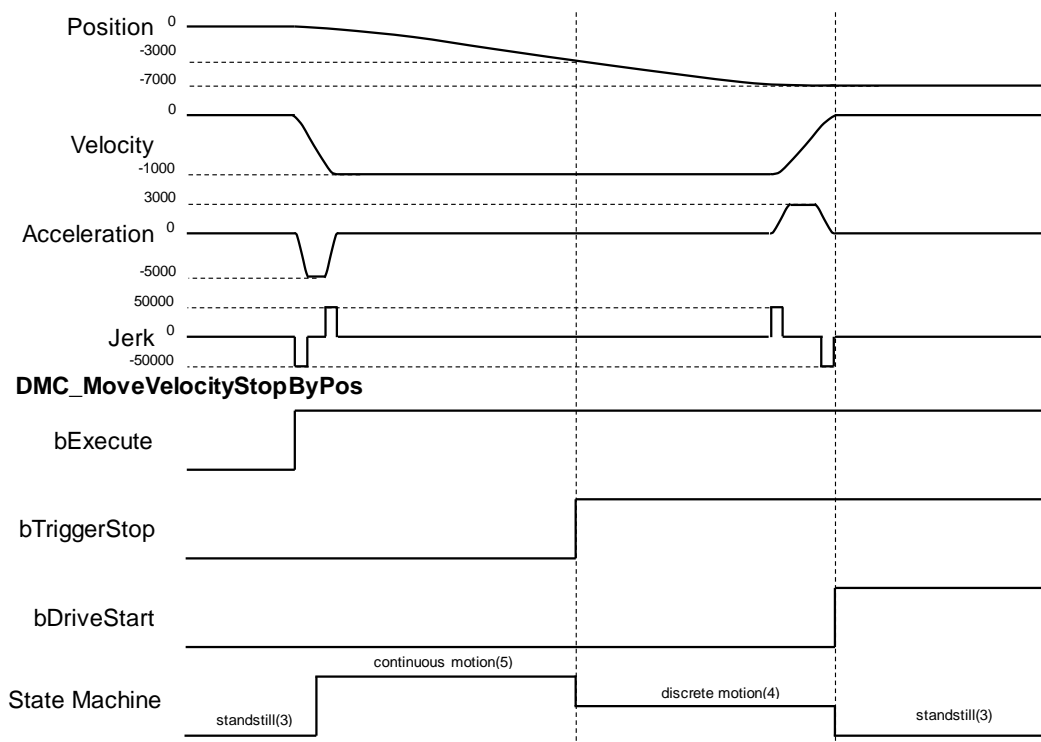 Position 0
-3000
-7000
0
Velocity
-1000
3000
Acceleration 0
-5000
50000
Jerk 0
-50000
DMC_MoveVelocityStopByPos
bExecute
bTriggerStop
bDriveStart
continuous motion(5)
State Machine
discrete motion(4)
standstill(3)
standstill(3)